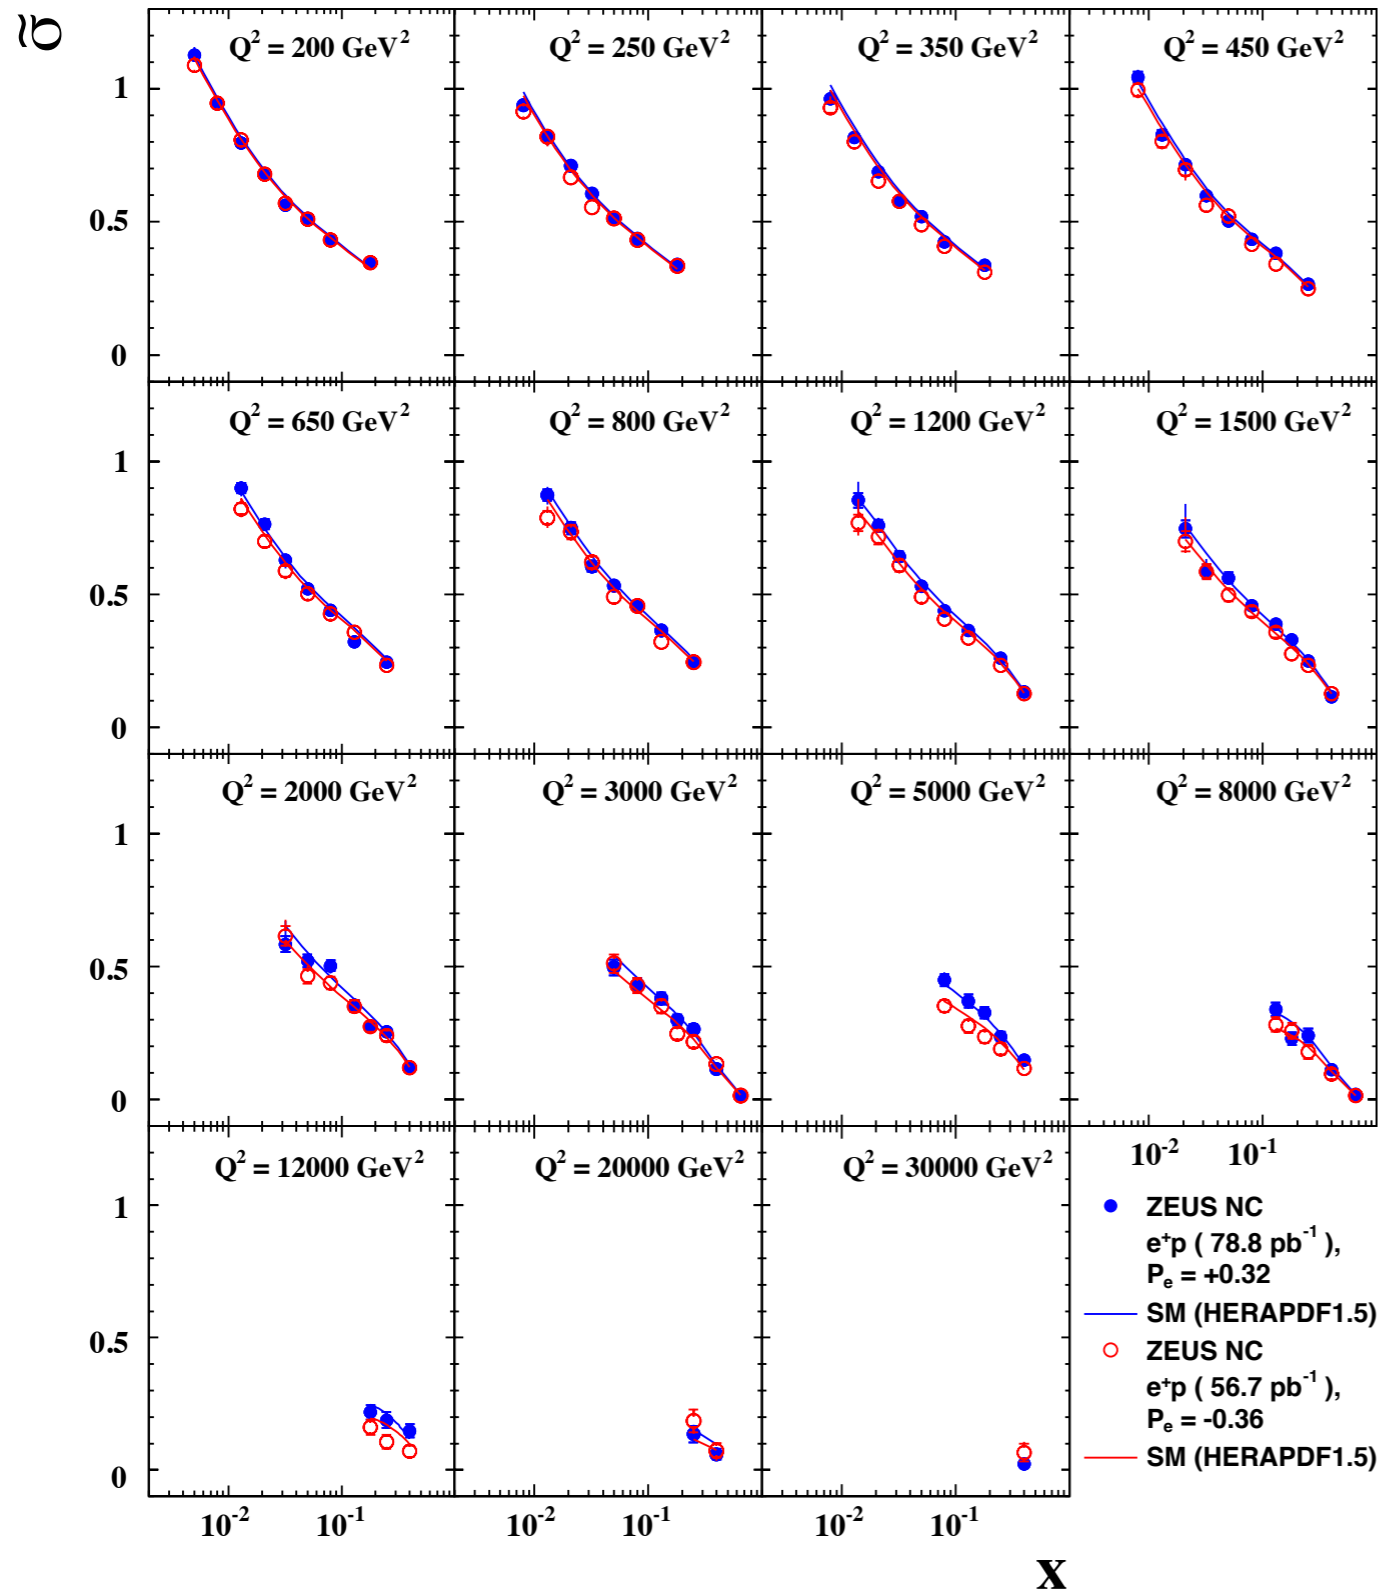 σ̃
Q² = 200 GeV²
Q² = 250 GeV²
Q² = 350 GeV²
Q² = 450 GeV²
1
0.5
0
Q² = 650 GeV²
Q² = 800 GeV²
Q² = 1200 GeV²
Q² = 1500 GeV²
1
0.5
0
Q² = 2000 GeV²
Q² = 3000 GeV²
Q² = 5000 GeV²
Q² = 8000 GeV²
1
0.5
0
10⁻² 10⁻¹
Q² = 12000 GeV²
Q² = 20000 GeV²
Q² = 30000 GeV²
1
0.5
0
ZEUS NC
e⁺p ( 78.8 pb⁻¹ ),
Pₑ = +0.32
SM (HERAPDF1.5)
ZEUS NC
e⁺p ( 56.7 pb⁻¹ ),
Pₑ = -0.36
SM (HERAPDF1.5)
10⁻² 10⁻¹
10⁻² 10⁻¹
10⁻² 10⁻¹
x